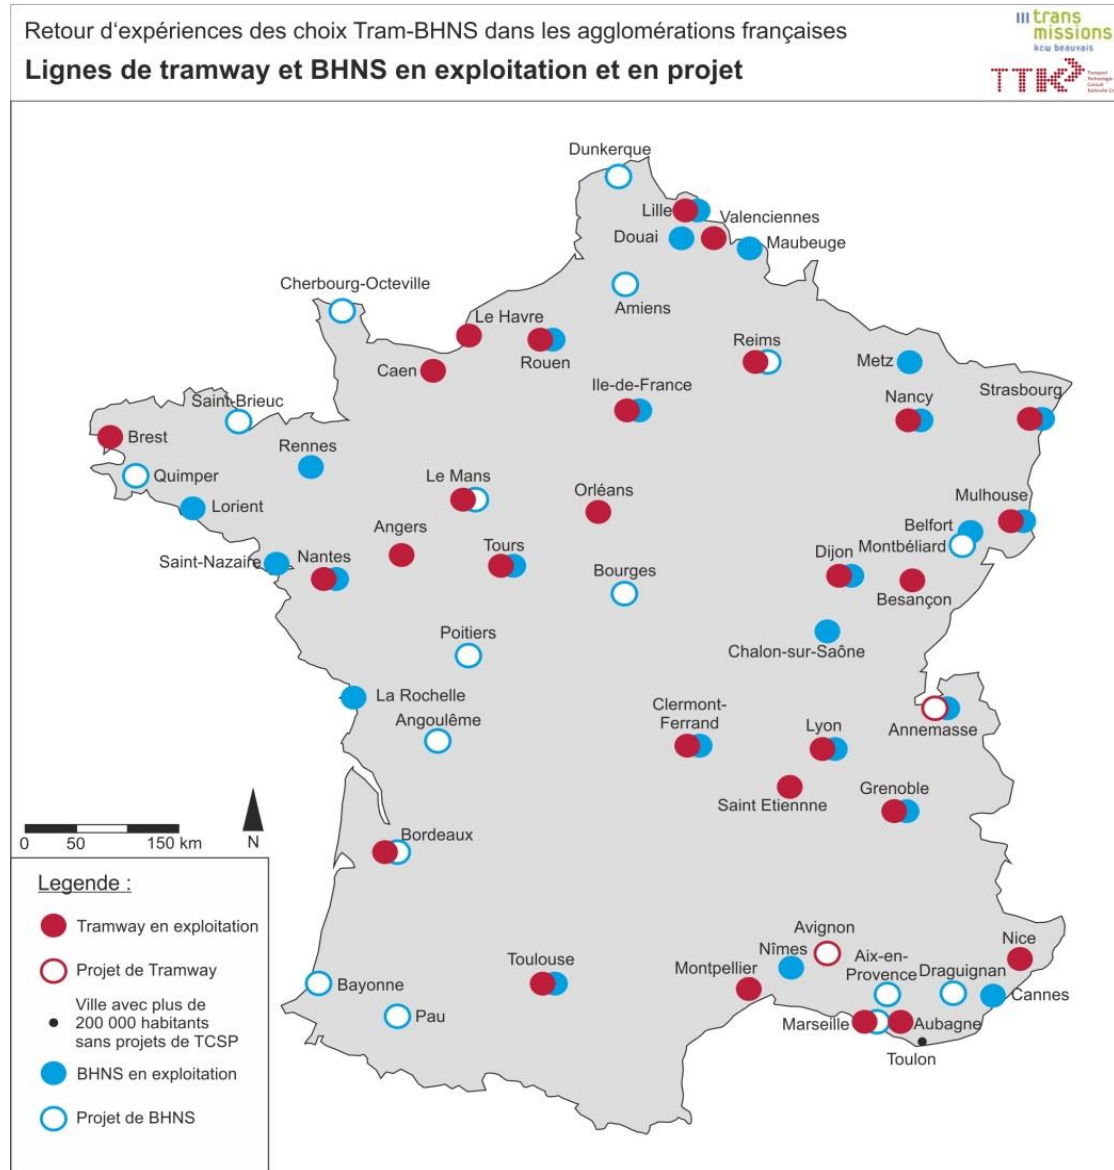 Retour d'expériences des choix Tram-BHNS dans les agglomérations françaises
Lignes de tramway et BHNS en exploitation et en projet
trans
missions
kcw beauvais
TTK
Transport
Technologie
Consult
Karlsruhe
Dunkerque
Lille
Valenciennes
Douai
Maubeuge
Cherbourg-Octeville
Amiens
Le Havre
Rouen
Reims
Caen
Metz
Ile-de-France
Nancy
Strasbourg
Saint-Brieuc
Brest
Rennes
Quimper
Le Mans
Orléans
Mulhouse
Lorient
Belfort
Angers
Montbéliard
Saint-Nazaire
Nantes
Tours
Dijon
Bourges
Besançon
Poitiers
Chalon-sur-Saône
La Rochelle
Angoulême
Clermont-
Ferrand
Lyon
Annemasse
Saint Etiennne
Grenoble
0 50 150 km
N
Bordeaux
Legende :
Tramway en exploitation
Projet de Tramway
Ville avec plus de
200 000 habitants
sans projets de TCSP
BHNS en exploitation
Projet de BHNS
Avignon
Nice
Toulouse
Nîmes
Aix-en-
Provence
Draguignan
Montpellier
Bayonne
Cannes
Pau
Marseille
Aubagne
Toulon